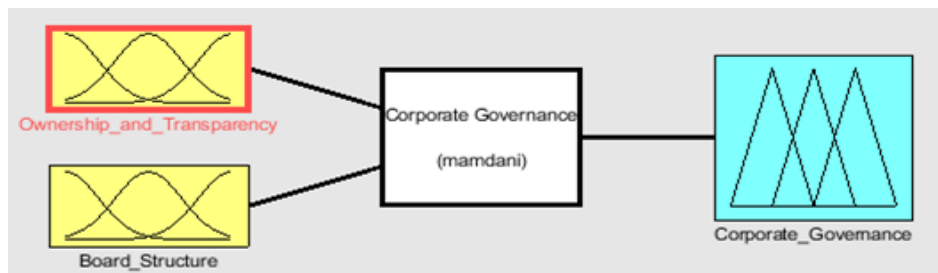 Ownership_and_Transparency
Board_Structure
Corporate Governance
(mamdani)
Corporate_Governance